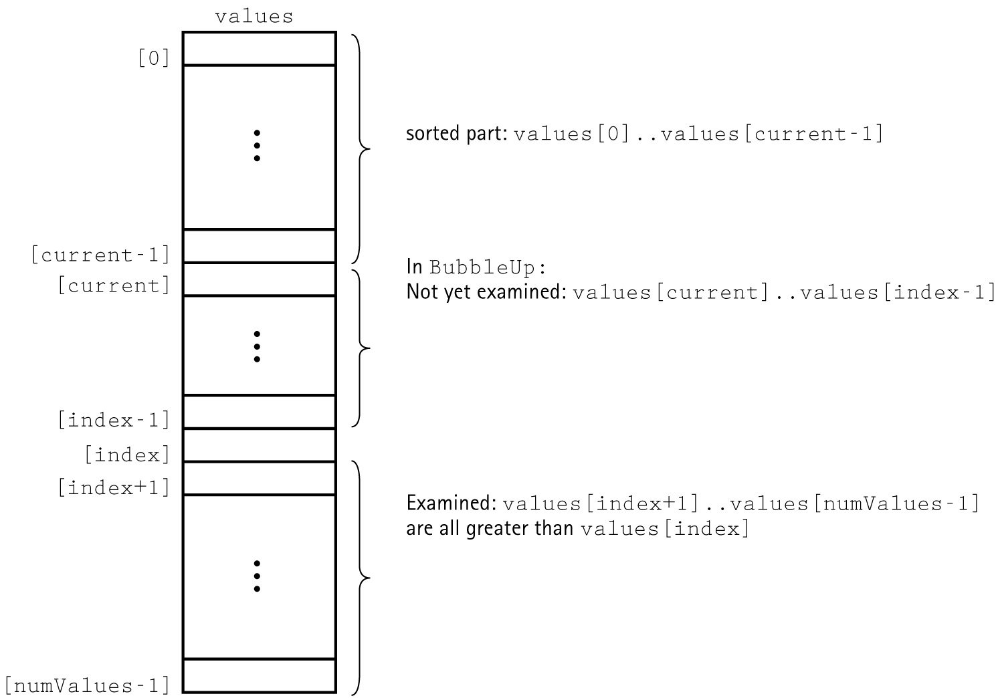 values
[0]
sorted part: values[0]..values[current-1]
[current-1]
In BubbleUp:
[current]
Not yet examined: values[current]..values[index-1]
[index-1]
[index]
[index+1]
Examined: values[index+1]..values[numValues-1]
are all greater than values[index]
[numValues-1]